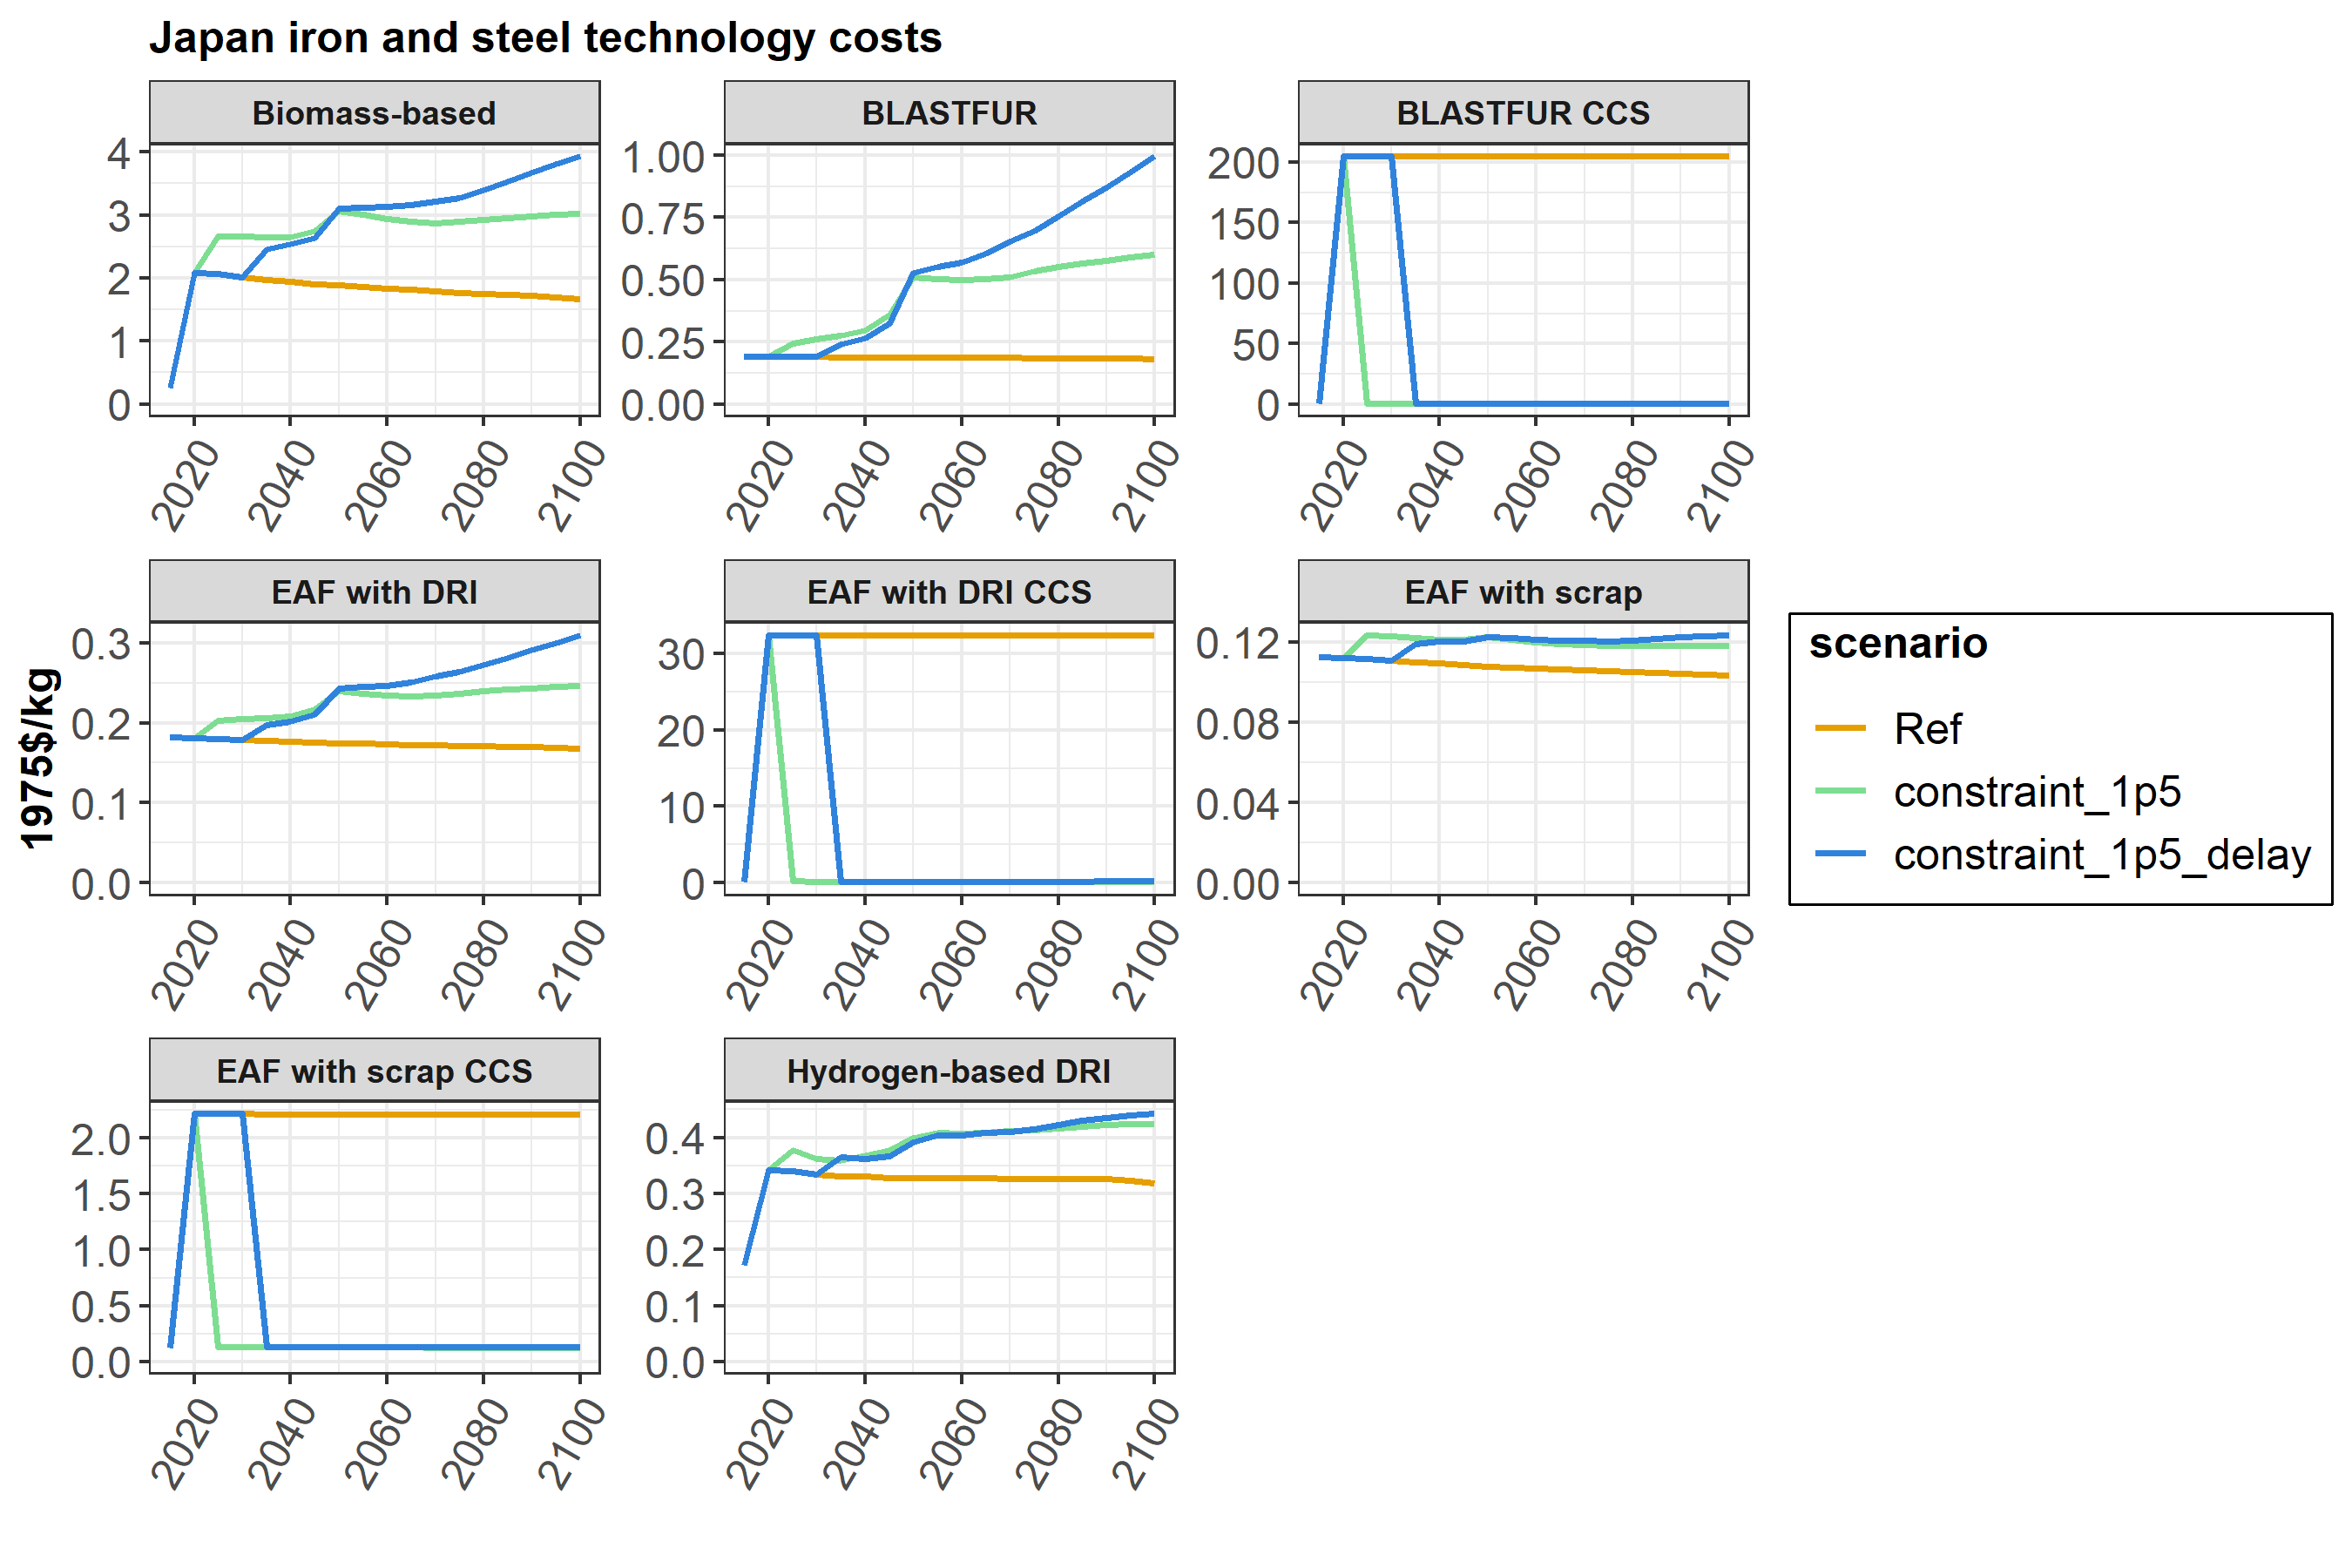 Japan iron and steel technology costs
Biomass-based
BLASTFUR
BLASTFUR CCS
4
3
2
1
0
1.00
0.75
0.50
0.25
0.00
200
150
100
50
0
2020 2040 2060 2080 2100
2020 2040 2060 2080 2100
2020 2040 2060 2080 2100
EAF with DRI
EAF with DRI CCS
EAF with scrap
0.3
0.2
0.1
0.0
30
20
10
0
0.12
0.08
0.04
0.00
2020 2040 2060 2080 2100
2020 2040 2060 2080 2100
2020 2040 2060 2080 2100
EAF with scrap CCS
Hydrogen-based DRI
2.0
1.5
1.0
0.5
0.0
0.4
0.3
0.2
0.1
0.0
2020 2040 2060 2080 2100
2020 2040 2060 2080 2100
1975$/kg
scenario
Ref
constraint_1p5
constraint_1p5_delay